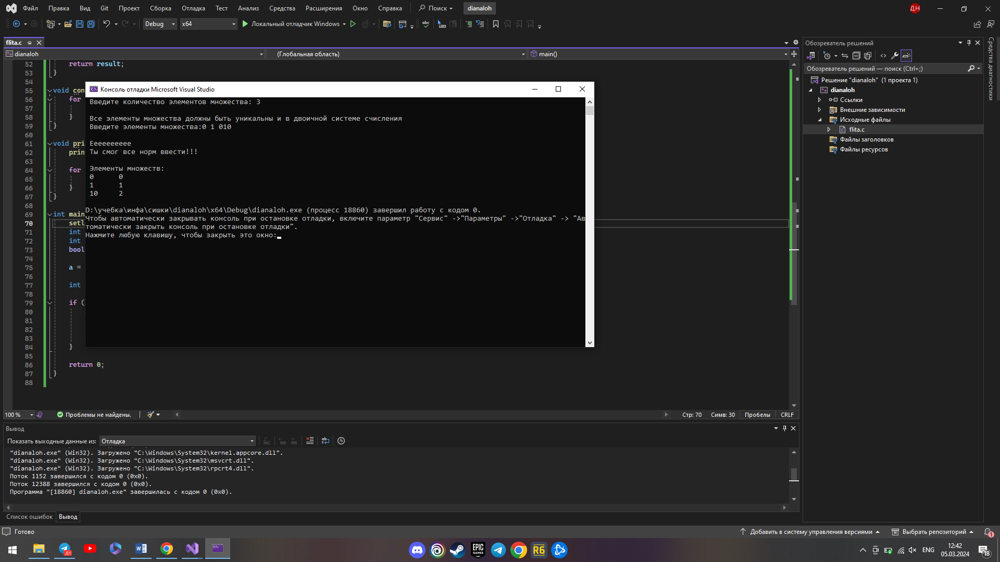 Файл Правка Вид Git Проект Сборка Отладка Тест Анализ Средства Расширения Окно Справка Поиск dianaloh ДН
Debug x64 Локальный отладчик Windows
flita.c
dianaloh (Глобальная область) main()
52 return result;
53 }
54
55 void con
56 for
57
58 }
59 }
60
61 void pri
62 prin
63
64 for
65
66 }
67 }
68
69 int main
70 setl
71 int
72 int
73 bool
74
75 a =
76
77 int
78
79 if (
80
81
82
83
84 }
85
86 return 0;
87 }
88
Консоль отладки Microsoft Visual Studio
Введите количество элементов множества: 3
Все элементы множества должны быть уникальны и в двоичной системе счисления
Введите элементы множества:0 1 010
Ееееееееее
Ты смог все норм ввести!!!
Элементы множеств:
0 0
1 1
10 2
D:\учебка\инфа\сишки\dianaloh\x64\Debug\dianaloh.exe (процесс 18860) завершил работу с кодом 0.
Чтобы автоматически закрывать консоль при остановке отладки, включите параметр "Сервис" ->"Параметры" ->"Отладка" -> "Ав
томатически закрыть консоль при остановке отладки".
Нажмите любую клавишу, чтобы закрыть это окно:
100 % Проблемы не найдены. Стр: 70 Симв: 30 Пробелы CRLF
Вывод
Показать выходные данные из: Отладка
"dianaloh.exe" (Win32). Загружено "C:\Windows\System32\kernel.appcore.dll".
"dianaloh.exe" (Win32). Загружено "C:\Windows\System32\msvcrt.dll".
"dianaloh.exe" (Win32). Загружено "C:\Windows\System32\rpcrt4.dll".
Поток 1152 завершился с кодом 0 (0x0).
Поток 12388 завершился с кодом 0 (0x0).
Программа "[18860] dianaloh.exe" завершилась с кодом 0 (0x0).
Список ошибок Вывод
Обозреватель решений
Обозреватель решений — поиск (Ctrl+;)
Решение "dianaloh" (1 проекта 1)
dianaloh
Ссылки
Внешние зависимости
Исходные файлы
flita.c
Файлы заголовков
Файлы ресурсов
Средства диагностики
Готово Добавить в систему управления версиями Выбрать репозиторий 1
.01 EPIC GAMES R6 ENG 12:42
05.03.2024 18